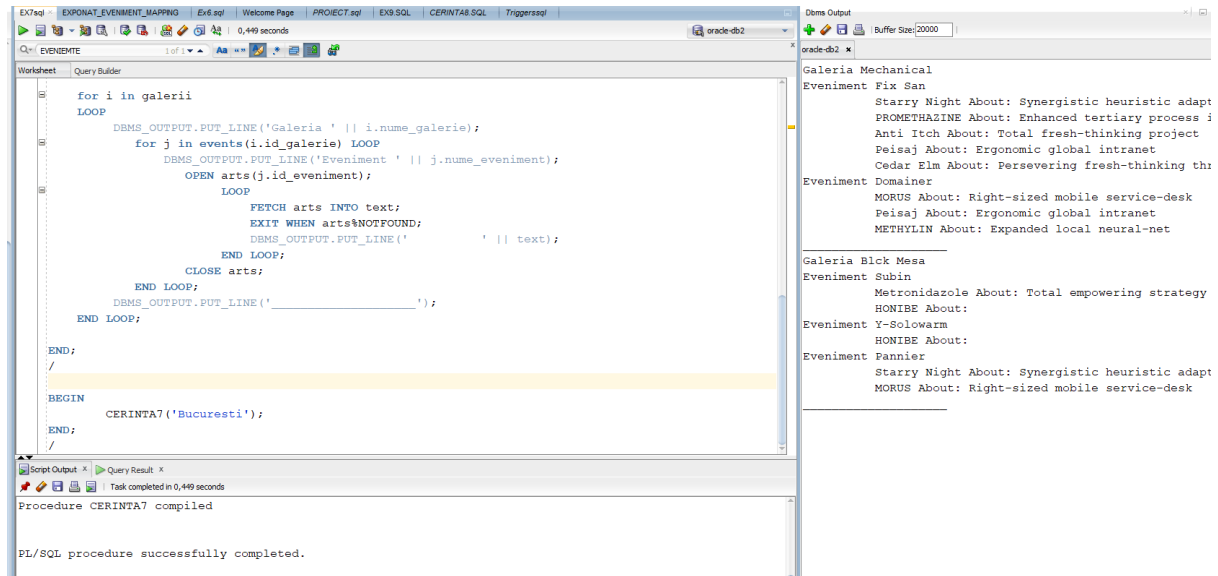 EX7sql EXPONAT_EVENIMENT_MAPPING Ex6.sql Welcome Page PROIECT.sql EX9.SQL CERINTA8.SQL Triggerssql
0,449 seconds
orade-db2
EVENIEMTE 1 of 1 Aa
Worksheet Query Builder
for i in galerii
LOOP
DBMS_OUTPUT.PUT_LINE('Galeria ' || i.nume_galerie);
for j in events(i.id_galerie) LOOP
DBMS_OUTPUT.PUT_LINE('Eveniment ' || j.nume_eveniment);
OPEN arts(j.id_eveniment);
LOOP
FETCH arts INTO text;
EXIT WHEN arts%NOTFOUND;
DBMS_OUTPUT.PUT_LINE('          ' || text);
END LOOP;
CLOSE arts;
END LOOP;
DBMS_OUTPUT.PUT_LINE('____________________');
END LOOP;
END;
/
BEGIN
CERINTA7('Bucuresti');
END;
/
Script Output x Query Result x
Task completed in 0,449 seconds
Procedure CERINTA7 compiled
PL/SQL procedure successfully completed.
Dbms Output
Buffer Size: 20000
orade-db2 x
Galeria Mechanical
Eveniment Fix San
Starry Night About: Synergistic heuristic adapt
PROMETHAZINE About: Enhanced tertiary process i
Anti Itch About: Total fresh-thinking project
Peisaj About: Ergonomic global intranet
Cedar Elm About: Persevering fresh-thinking thr
Eveniment Domainer
MORUS About: Right-sized mobile service-desk
Peisaj About: Ergonomic global intranet
METHYLIN About: Expanded local neural-net
____________________
Galeria Blck Mesa
Eveniment Subin
Metronidazole About: Total empowering strategy
HONIBE About:
Eveniment Y-Solowarm
HONIBE About:
Eveniment Pannier
Starry Night About: Synergistic heuristic adapt
MORUS About: Right-sized mobile service-desk
____________________